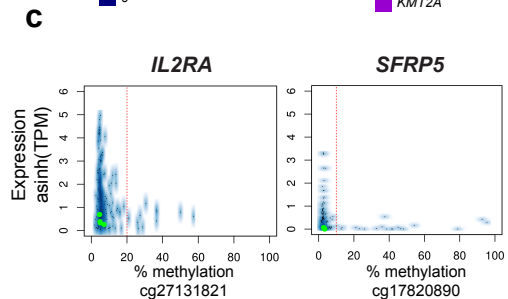 KMT2A
c
IL2RA
SFRP5
Expression
asinh(TPM)
6
5
4
3
2
1
0
0 20 40 60 80 100
% methylation
cg27131821
6
5
4
3
2
1
0
0 20 40 60 80 100
% methylation
cg17820890